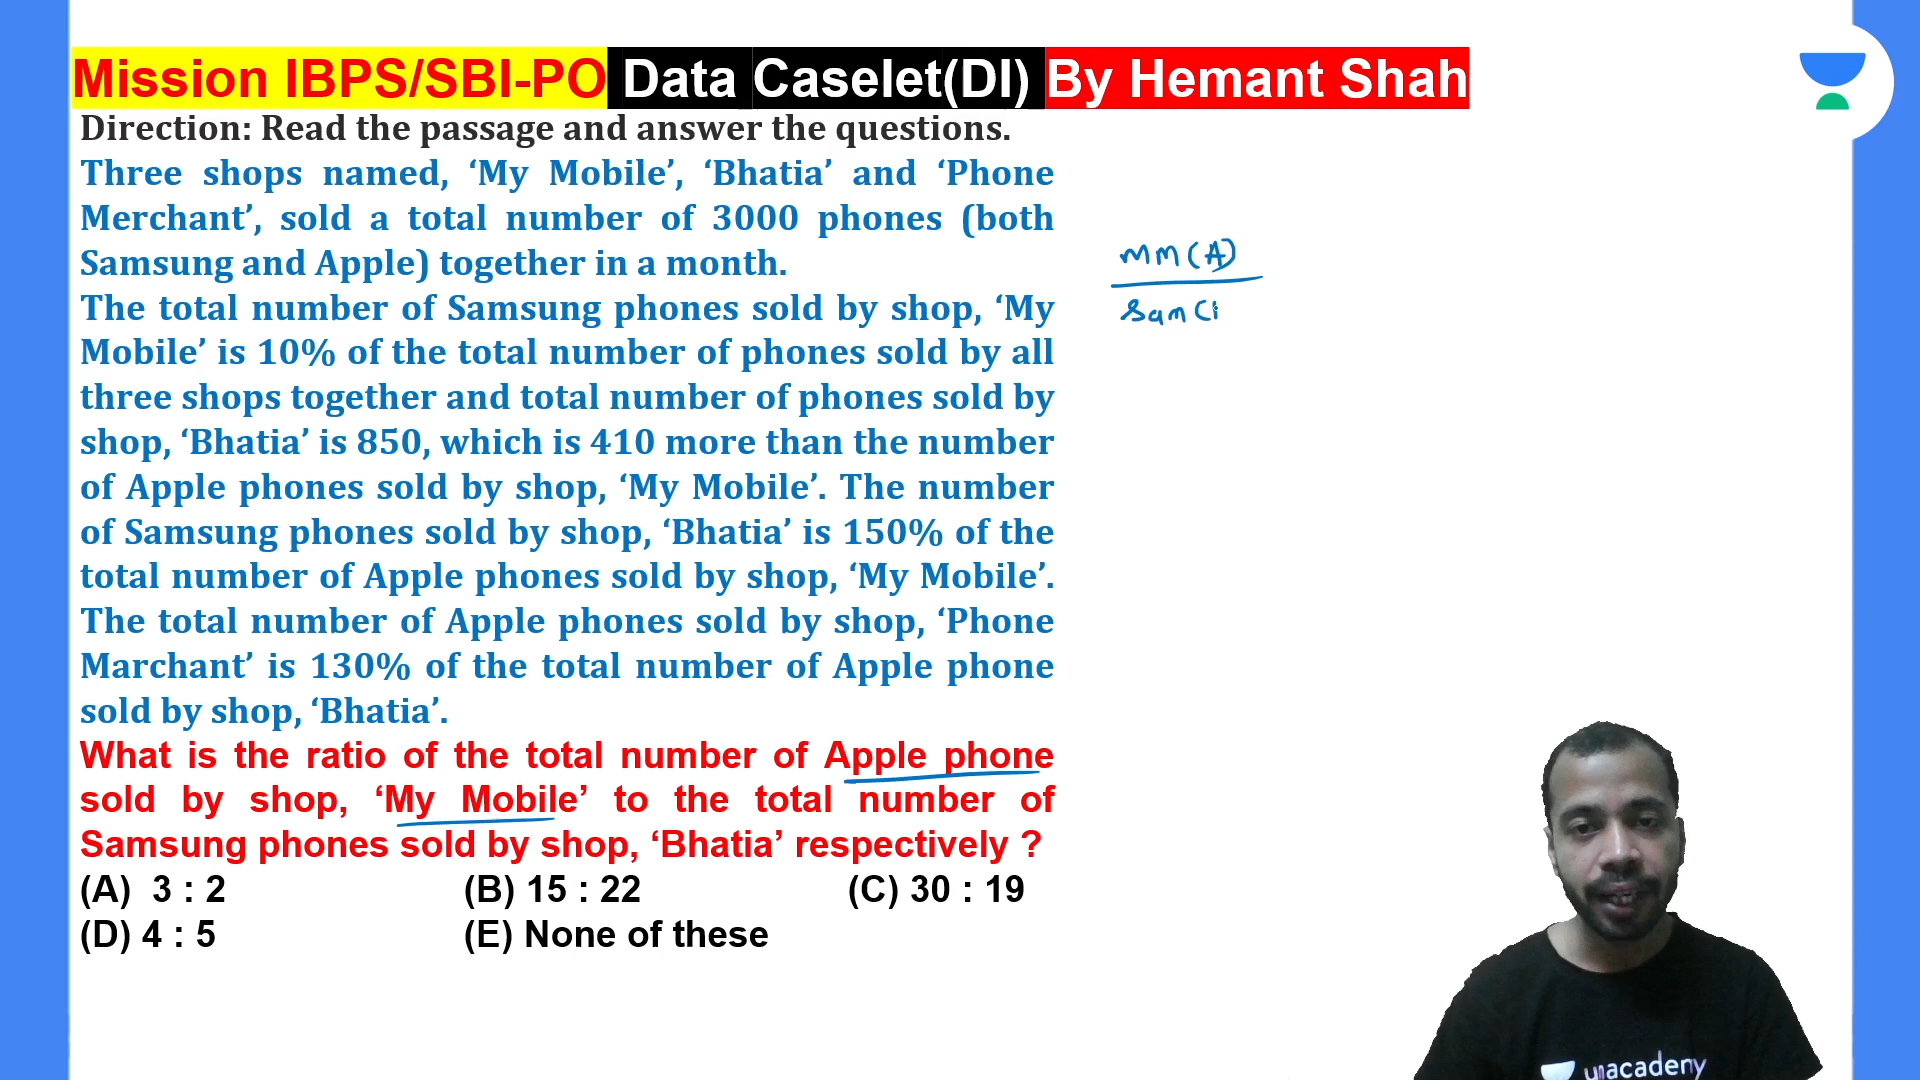 Mission IBPS/SBI-PO Data Caselet(DI) By Hemant Shah
Direction: Read the passage and answer the questions.
Three shops named, ‘My Mobile’, ‘Bhatia’ and ‘Phone
Merchant’, sold a total number of 3000 phones (both
Samsung and Apple) together in a month.
The total number of Samsung phones sold by shop, ‘My
Mobile’ is 10% of the total number of phones sold by all
three shops together and total number of phones sold by
shop, ‘Bhatia’ is 850, which is 410 more than the number
of Apple phones sold by shop, ‘My Mobile’. The number
of Samsung phones sold by shop, ‘Bhatia’ is 150% of the
total number of Apple phones sold by shop, ‘My Mobile’.
The total number of Apple phones sold by shop, ‘Phone
Marchant’ is 130% of the total number of Apple phone
sold by shop, ‘Bhatia’.
What is the ratio of the total number of Apple phone
sold by shop, ‘My Mobile’ to the total number of
Samsung phones sold by shop, ‘Bhatia’ respectively ?
(A) 3 : 2 (B) 15 : 22 (C) 30 : 19
(D) 4 : 5 (E) None of these
MM(A)
Sam
unacademy